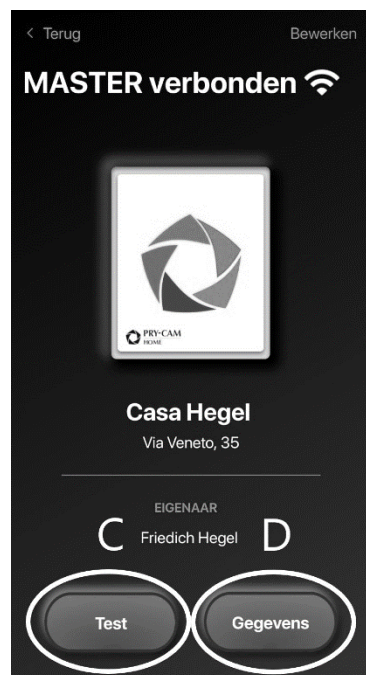 < Terug Bewerken
MASTER verbonden
PRY-CAM
HOME
Casa Hegel
Via Veneto, 35
EIGENAAR
C Friedich Hegel D
Test Gegevens